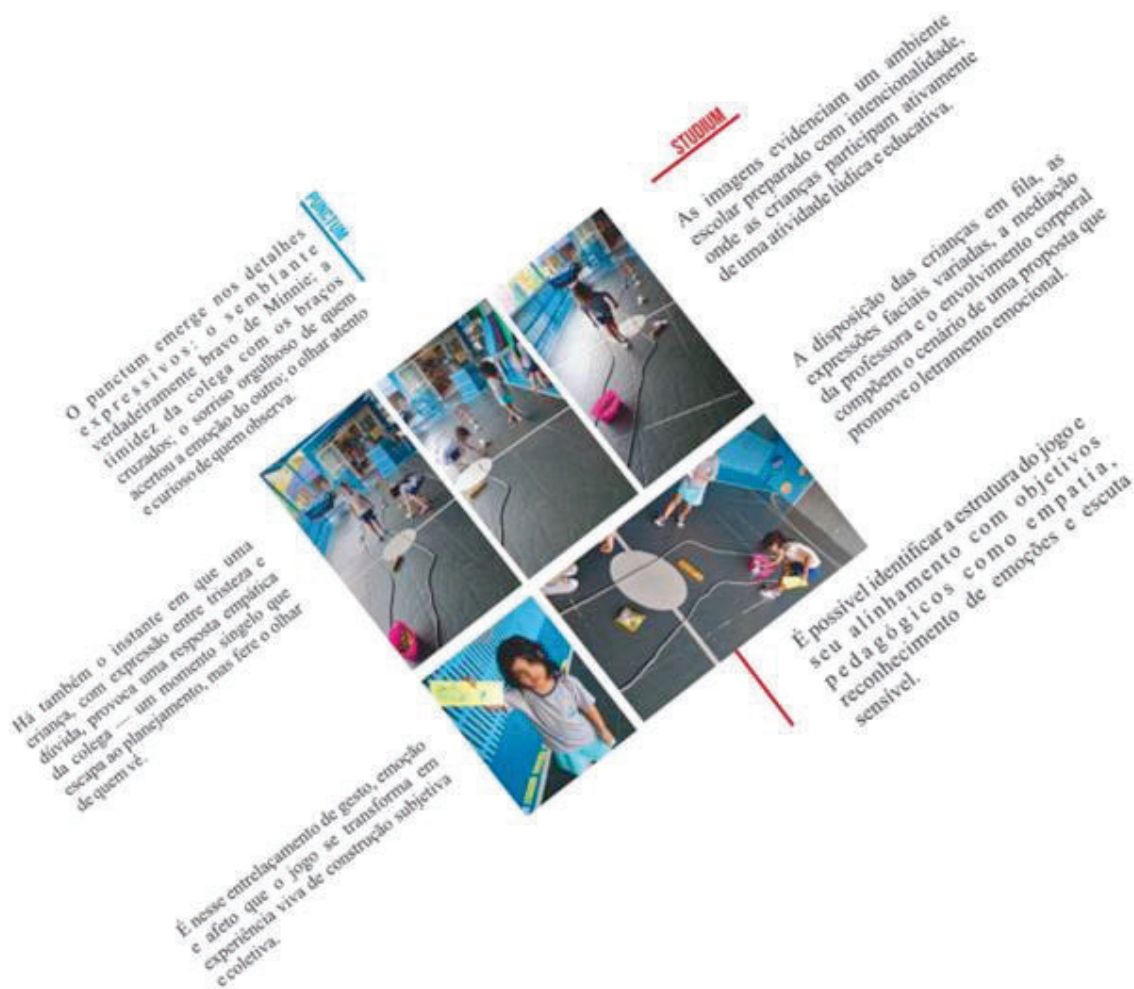 PUNCTUM
O punctum emerge nos detalhes
expressivos: o semblante
verdadeiramente bravo de Minnie; a
timidez da colega com os braços
cruzados; o sorriso orgulhoso de quem
acertou a emoção do outro; o olhar atento
e curioso de quem observa.
Há também o instante em que uma
criança, com expressão entre tristeza e
dúvida, provoca uma resposta empática
da colega — um momento singelo que
escapa ao planejamento, mas fere o olhar
de quem vê.
É nesse entrelaçamento de gesto, emoção
e afeto que o jogo se transforma em
experiência viva de construção subjetiva
e coletiva.
STUDIUM
As imagens evidenciam um ambiente
escolar preparado com intencionalidade,
onde as crianças participam ativamente
de uma atividade lúdica e educativa.
A disposição das crianças em fila, as
expressões faciais variadas, a mediação
da professora e o envolvimento corporal
compõem o cenário de uma proposta que
promove o letramento emocional.
É possível identificar a estrutura do jogo e
seu alinhamento com objetivos
pedagógicos como empatia,
reconhecimento de emoções e escuta
sensível.